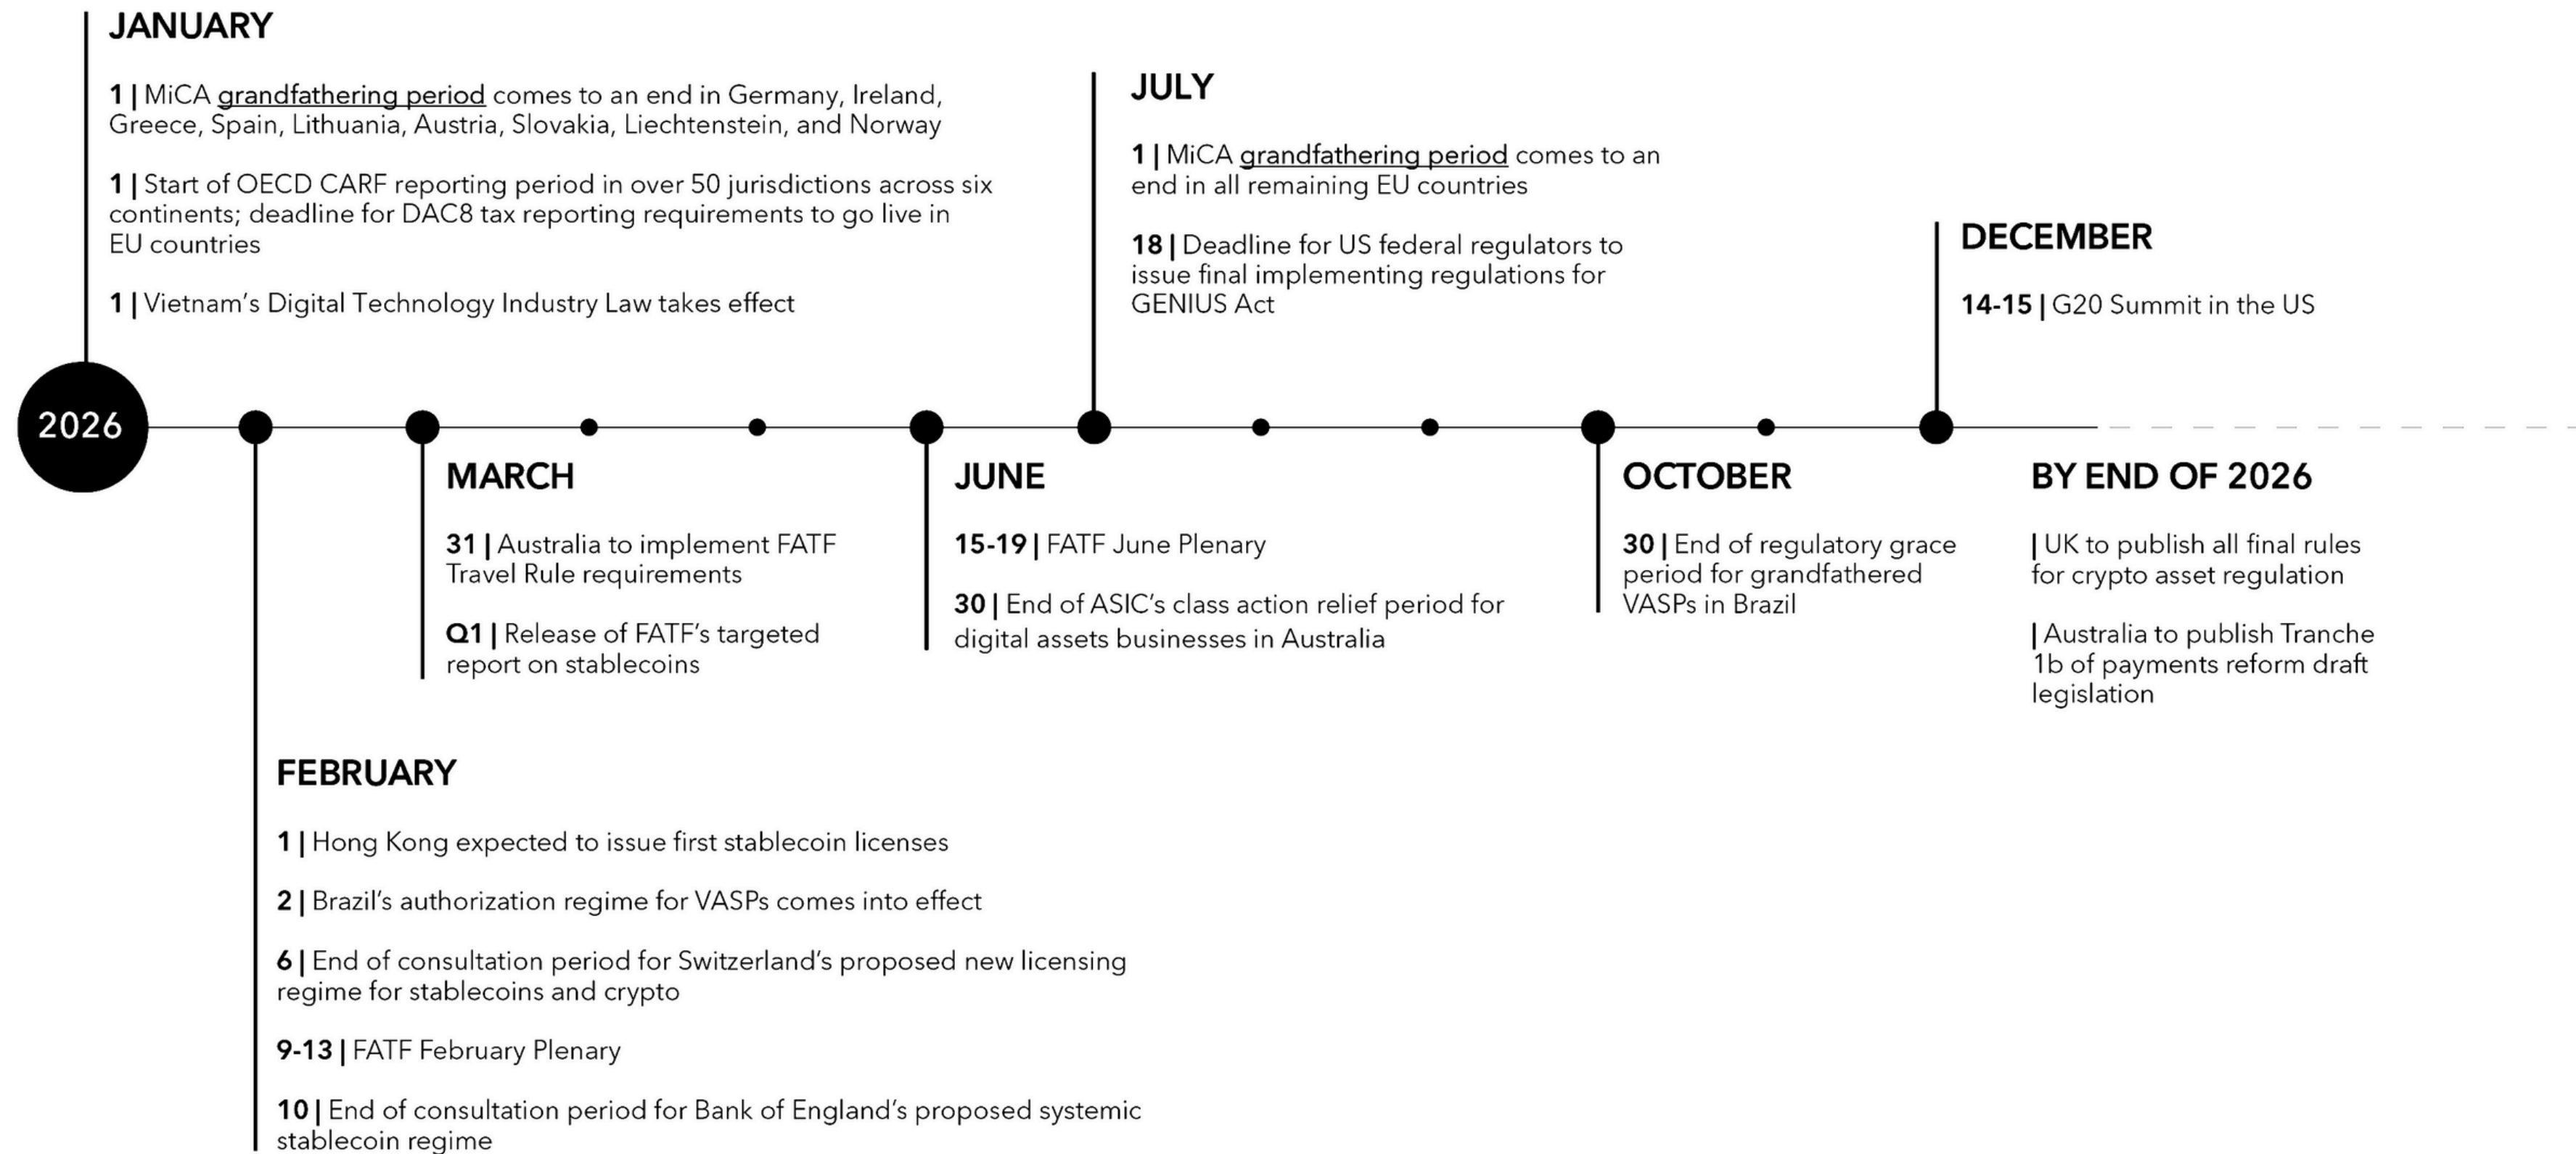 JANUARY
1 | MiCA grandfathering period comes to an end in Germany, Ireland,
Greece, Spain, Lithuania, Austria, Slovakia, Liechtenstein, and Norway
1 | Start of OECD CARF reporting period in over 50 jurisdictions across six
continents; deadline for DAC8 tax reporting requirements to go live in
EU countries
1 | Vietnam’s Digital Technology Industry Law takes effect
JULY
1 | MiCA grandfathering period comes to an
end in all remaining EU countries
18 | Deadline for US federal regulators to
issue final implementing regulations for
GENIUS Act
DECEMBER
14-15 | G20 Summit in the US
2026
MARCH
31 | Australia to implement FATF
Travel Rule requirements
Q1 | Release of FATF’s targeted
report on stablecoins
JUNE
15-19 | FATF June Plenary
30 | End of ASIC’s class action relief period for
digital assets businesses in Australia
OCTOBER
30 | End of regulatory grace
period for grandfathered
VASPs in Brazil
BY END OF 2026
| UK to publish all final rules
for crypto asset regulation
| Australia to publish Tranche
1b of payments reform draft
legislation
FEBRUARY
1 | Hong Kong expected to issue first stablecoin licenses
2 | Brazil’s authorization regime for VASPs comes into effect
6 | End of consultation period for Switzerland’s proposed new licensing
regime for stablecoins and crypto
9-13 | FATF February Plenary
10 | End of consultation period for Bank of England’s proposed systemic
stablecoin regime